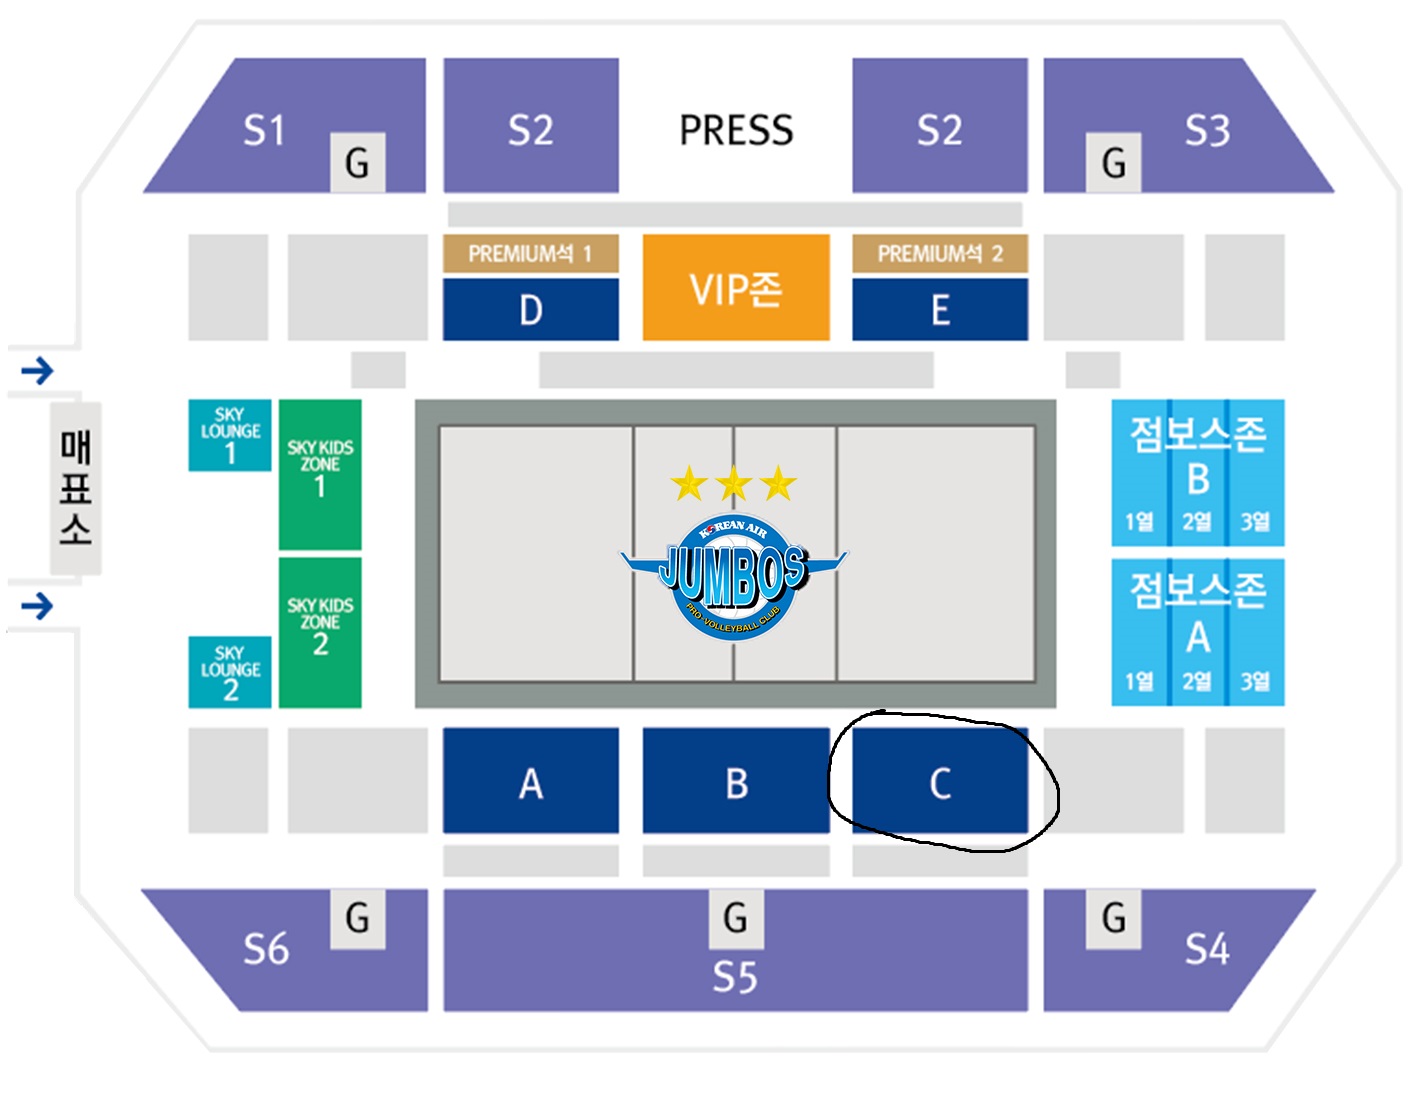 S1
G
S2
PRESS
S2
G
S3
PREMIUM석 1
VIP존
PREMIUM석 2
D
E
매표소
SKY
LOUNGE
1
SKY KIDS
ZONE
1
SKY
LOUNGE
2
SKY KIDS
ZONE
2
KOREAN AIR
JUMBOS
PRO-VOLLEYBALL CLUB
점보스존
B
1열 2열 3열
점보스존
A
1열 2열 3열
A
B
C
S6
G
G
S5
G
S4